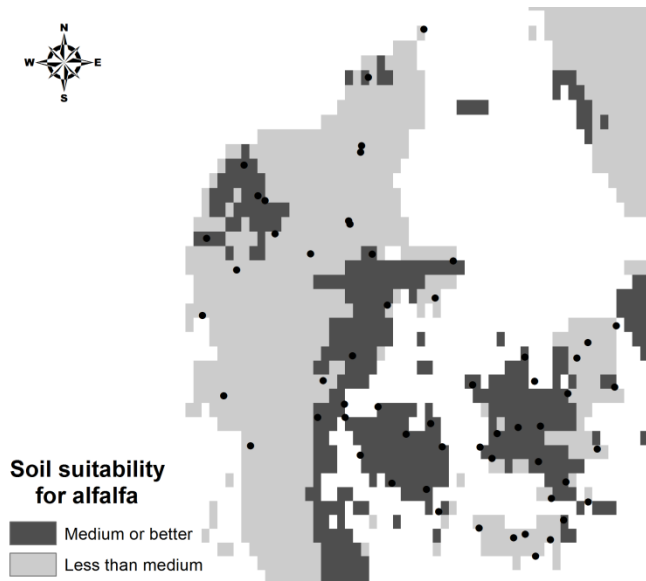 N
W E
S
Soil suitability
for alfalfa
Medium or better
Less than medium